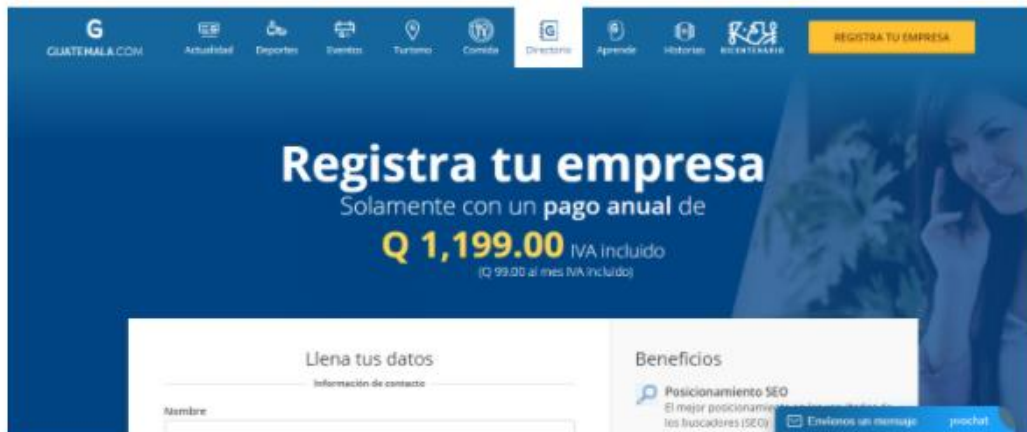 G
GUATEMALA.COM
Actualidad
Deportes
Eventos
Turismo
Comida
Directorio
Aprende
Historias
BICENTENARIO
REGISTRA TU EMPRESA
Registra tu empresa
Solamente con un pago anual de
Q 1,199.00 IVA incluido
(Q 99.00 al mes IVA incluido)
Llena tus datos
Información de contacto
Nombre
Beneficios
Posicionamiento SEO
El mejor posicionamiento
los buscadores (SEO)
Envíenos un mensaje